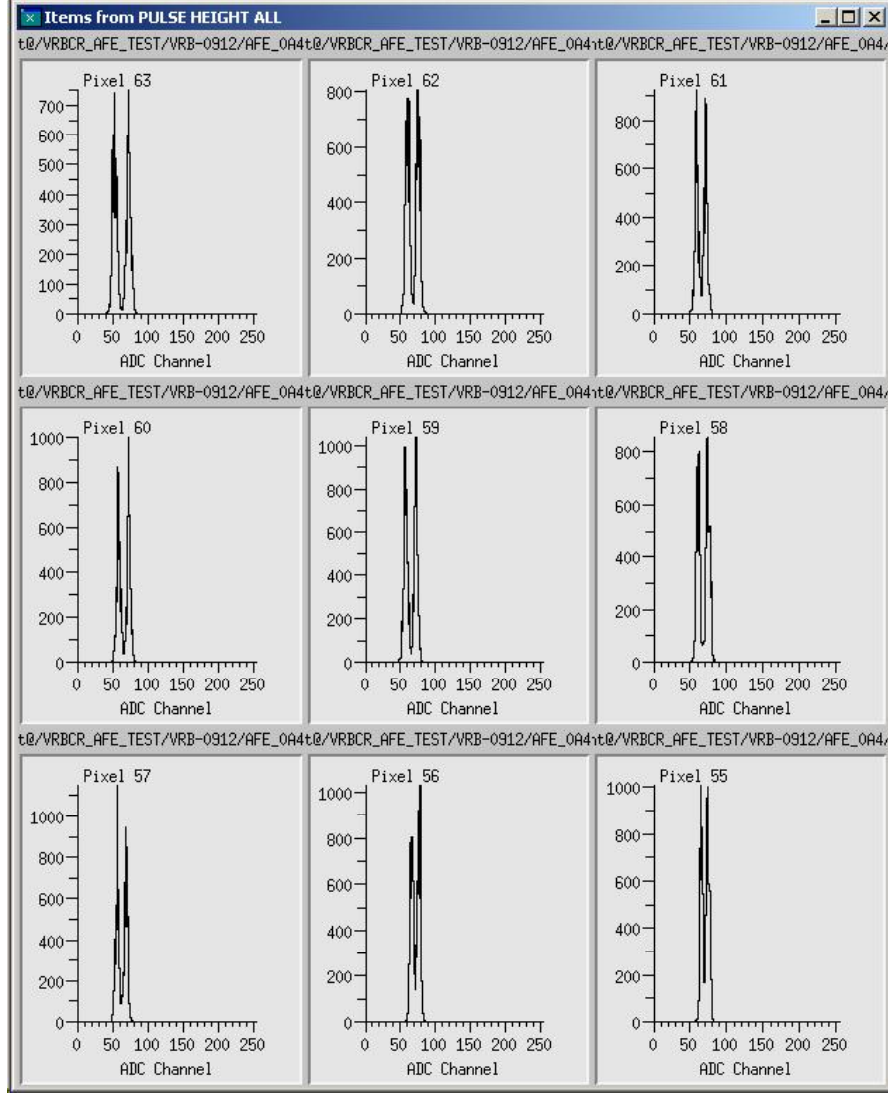 Items from PULSE HEIGHT ALL
t@/VRBCR_AFE_TEST/VRB-0912/AFE_0A4t@/VRBCR_AFE_TEST/VRB-0912/AFE_0A4t@/VRBCR_AFE_TEST/VRB-0912/AFE_0A4/
Pixel 63
700
600
500
400
300
200
100
0
0 50 100 150 200 250
ADC Channel
Pixel 62
800
600
400
200
0
0 50 100 150 200 250
ADC Channel
Pixel 61
800
600
400
200
0
0 50 100 150 200 250
ADC Channel
t@/VRBCR_AFE_TEST/VRB-0912/AFE_0A4t@/VRBCR_AFE_TEST/VRB-0912/AFE_0A4t@/VRBCR_AFE_TEST/VRB-0912/AFE_0A4/
Pixel 60
1000
800
600
400
200
0
0 50 100 150 200 250
ADC Channel
Pixel 59
1000
800
600
400
200
0
0 50 100 150 200 250
ADC Channel
Pixel 58
800
600
400
200
0
0 50 100 150 200 250
ADC Channel
t@/VRBCR_AFE_TEST/VRB-0912/AFE_0A4t@/VRBCR_AFE_TEST/VRB-0912/AFE_0A4t@/VRBCR_AFE_TEST/VRB-0912/AFE_0A4/
Pixel 57
1000
800
600
400
200
0
0 50 100 150 200 250
ADC Channel
Pixel 56
1000
800
600
400
200
0
0 50 100 150 200 250
ADC Channel
Pixel 55
1000
800
600
400
200
0
0 50 100 150 200 250
ADC Channel